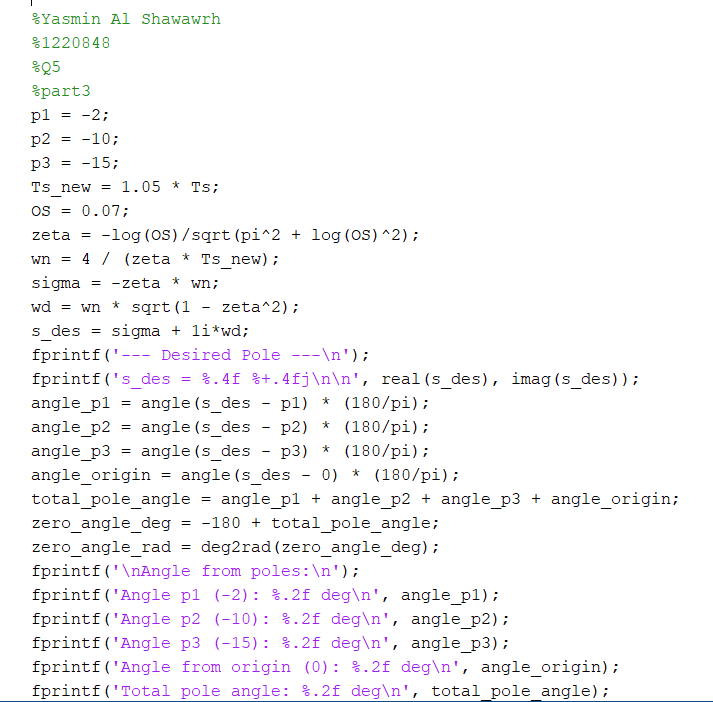 %Yasmin Al Shawawrh
%1220848
%Q5
%part3
p1 = -2;
p2 = -10;
p3 = -15;
Ts_new = 1.05 * Ts;
OS = 0.07;
zeta = -log(OS)/sqrt(pi^2 + log(OS)^2);
wn = 4 / (zeta * Ts_new);
sigma = -zeta * wn;
wd = wn * sqrt(1 - zeta^2);
s_des = sigma + 1i*wd;
fprintf('--- Desired Pole ---\n');
fprintf('s_des = %.4f %+.4fj\n\n', real(s_des), imag(s_des));
angle_p1 = angle(s_des - p1) * (180/pi);
angle_p2 = angle(s_des - p2) * (180/pi);
angle_p3 = angle(s_des - p3) * (180/pi);
angle_origin = angle(s_des - 0) * (180/pi);
total_pole_angle = angle_p1 + angle_p2 + angle_p3 + angle_origin;
zero_angle_deg = -180 + total_pole_angle;
zero_angle_rad = deg2rad(zero_angle_deg);
fprintf('\nAngle from poles:\n');
fprintf('Angle p1 (-2): %.2f deg\n', angle_p1);
fprintf('Angle p2 (-10): %.2f deg\n', angle_p2);
fprintf('Angle p3 (-15): %.2f deg\n', angle_p3);
fprintf('Angle from origin (0): %.2f deg\n', angle_origin);
fprintf('Total pole angle: %.2f deg\n', total_pole_angle);